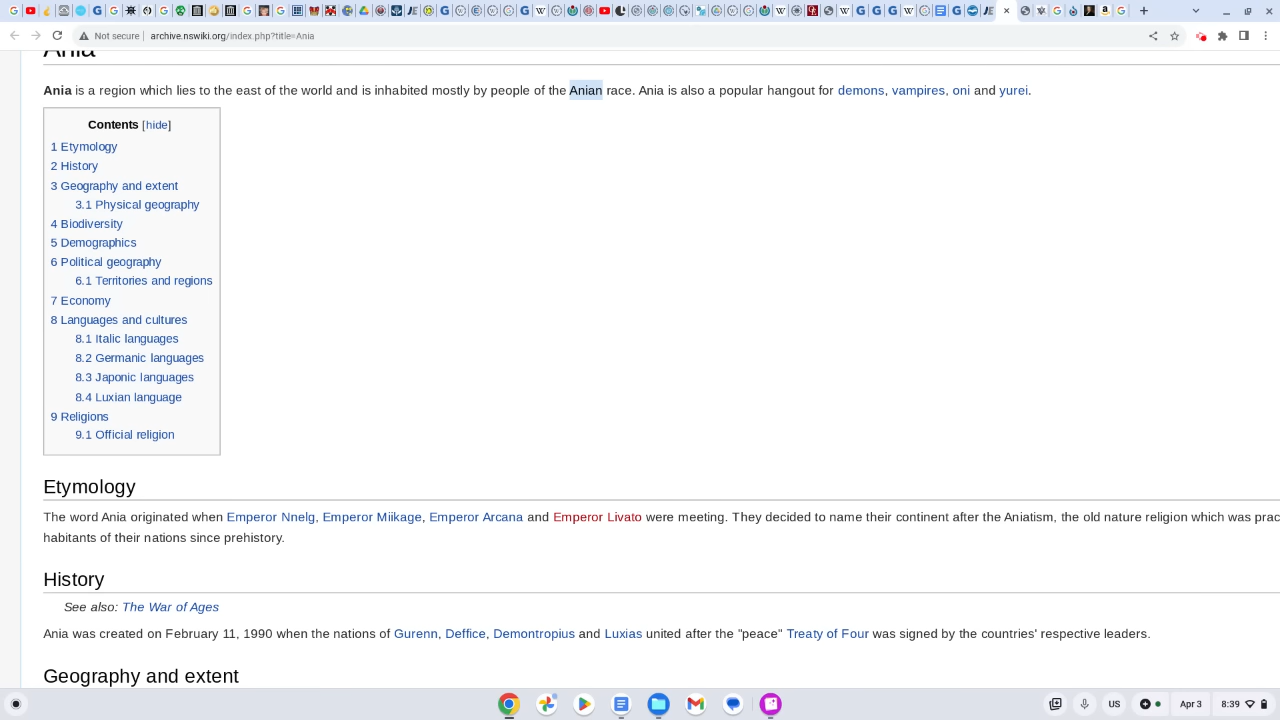 Not secure | archive.nswiki.org/index.php?title=Ania
Ania
Ania is a region which lies to the east of the world and is inhabited mostly by people of the Anian race. Ania is also a popular hangout for demons, vampires, oni and yurei.
Contents [hide]
1 Etymology
2 History
3 Geography and extent
3.1 Physical geography
4 Biodiversity
5 Demographics
6 Political geography
6.1 Territories and regions
7 Economy
8 Languages and cultures
8.1 Italic languages
8.2 Germanic languages
8.3 Japonic languages
8.4 Luxian language
9 Religions
9.1 Official religion
Etymology
The word Ania originated when Emperor Nnelg, Emperor Miikage, Emperor Arcana and Emperor Livato were meeting. They decided to name their continent after the Aniatism, the old nature religion which was prac
habitants of their nations since prehistory.
History
See also: The War of Ages
Ania was created on February 11, 1990 when the nations of Gurenn, Deffice, Demontropius and Luxias united after the "peace" Treaty of Four was signed by the countries' respective leaders.
Geography and extent
US Apr 3 8:39